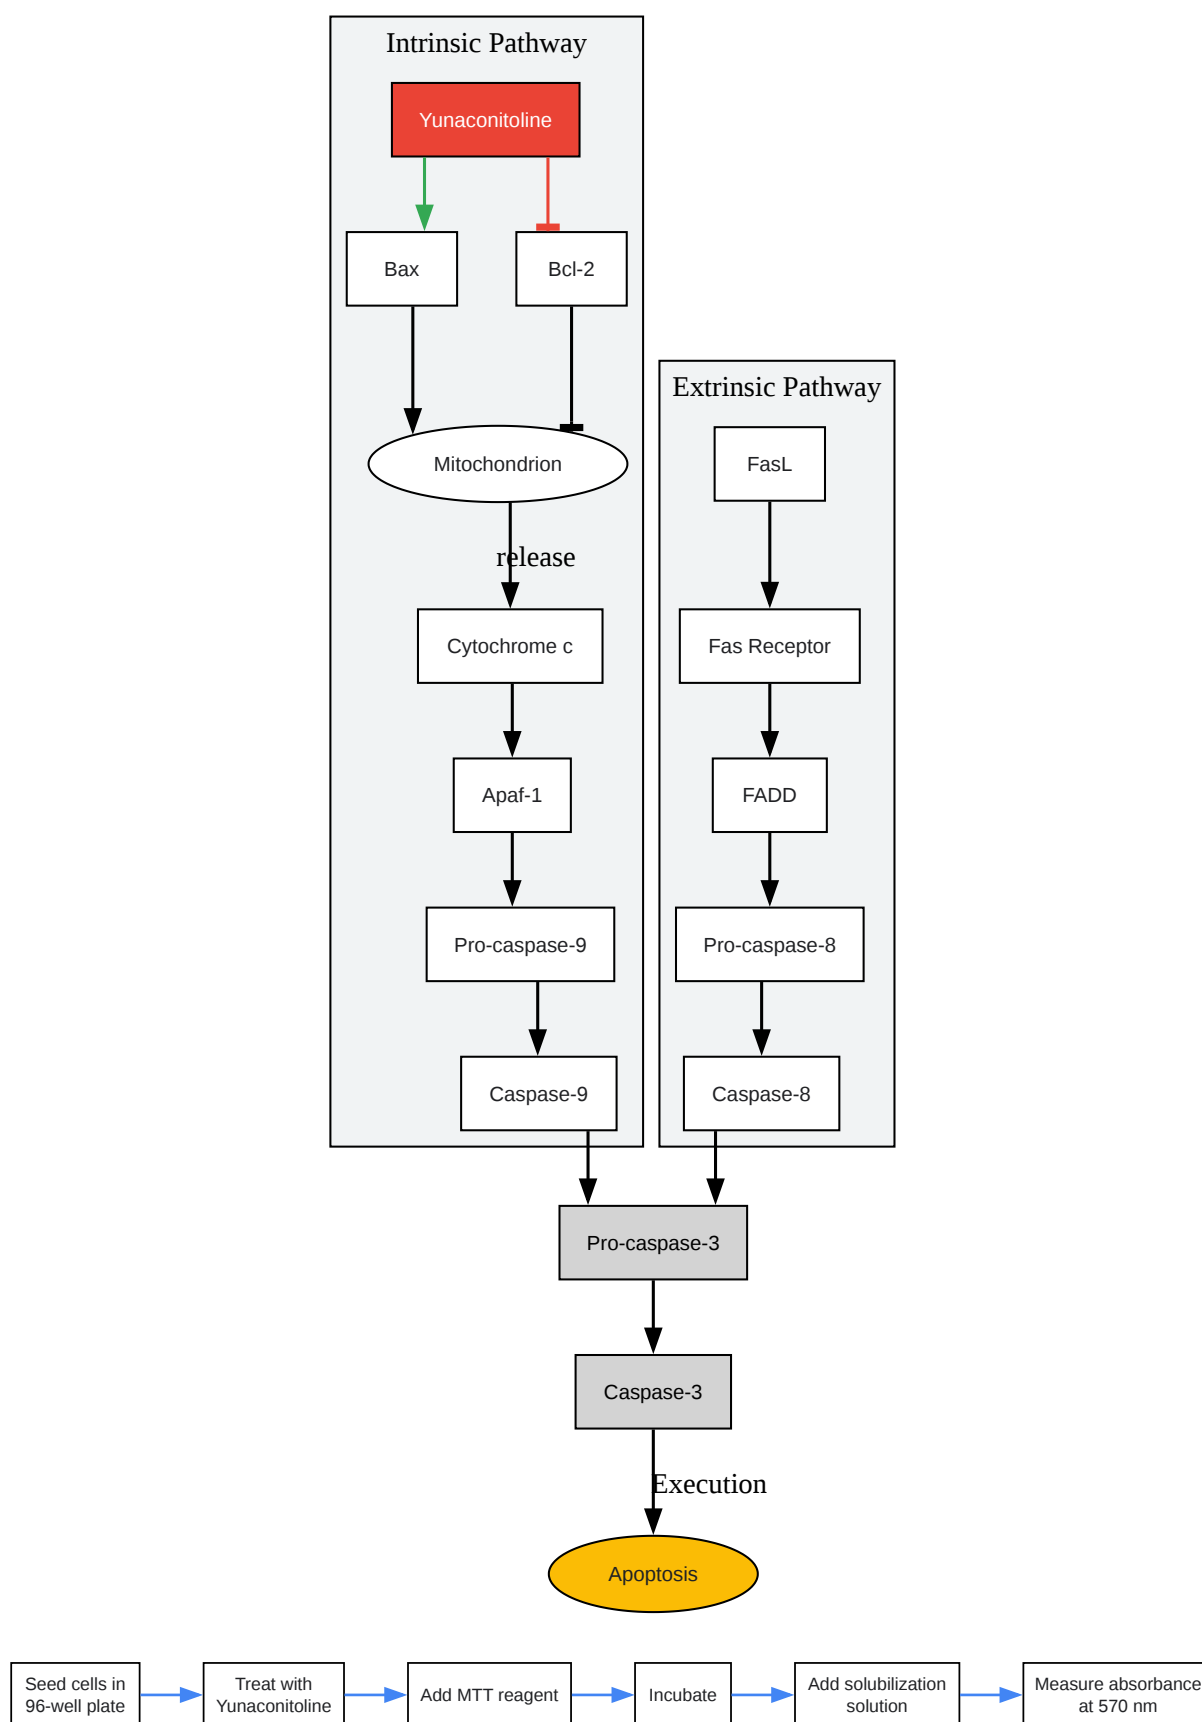 Intrinsic Pathway
Yunaconitoline
Bax
Bcl-2
Mitochondrion
release
Cytochrome c
Apaf-1
Pro-caspase-9
Caspase-9
Extrinsic Pathway
FasL
Fas Receptor
FADD
Pro-caspase-8
Caspase-8
Pro-caspase-3
Caspase-3
Execution
Apoptosis
Seed cells in
96-well plate
Treat with
Yunaconitoline
Add MTT reagent
Incubate
Add solubilization
solution
Measure absorbance
at 570 nm